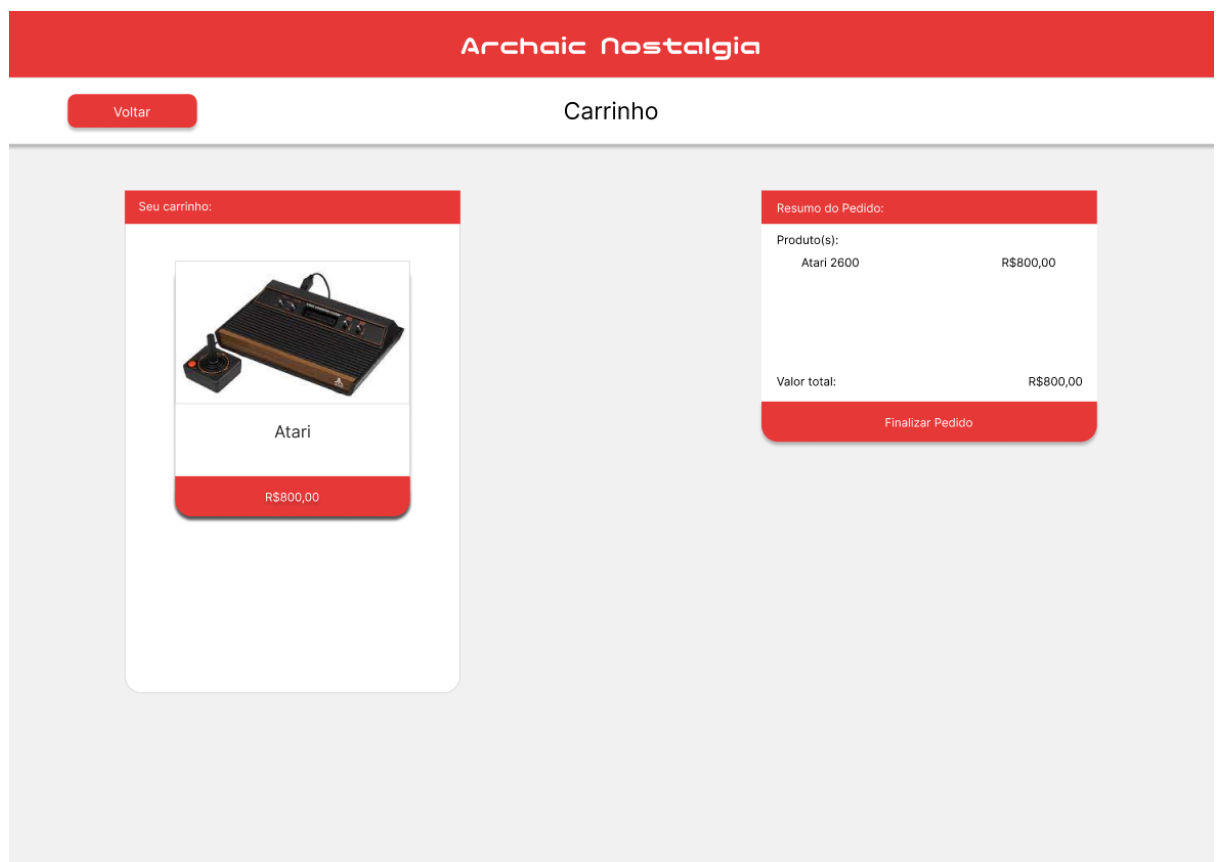 Archaic Nostalgia
Voltar
Carrinho
Seu carrinho:
Atari
R$800,00
Resumo do Pedido:
Produto(s):
Atari 2600 R$800,00
Valor total: R$800,00
Finalizar Pedido